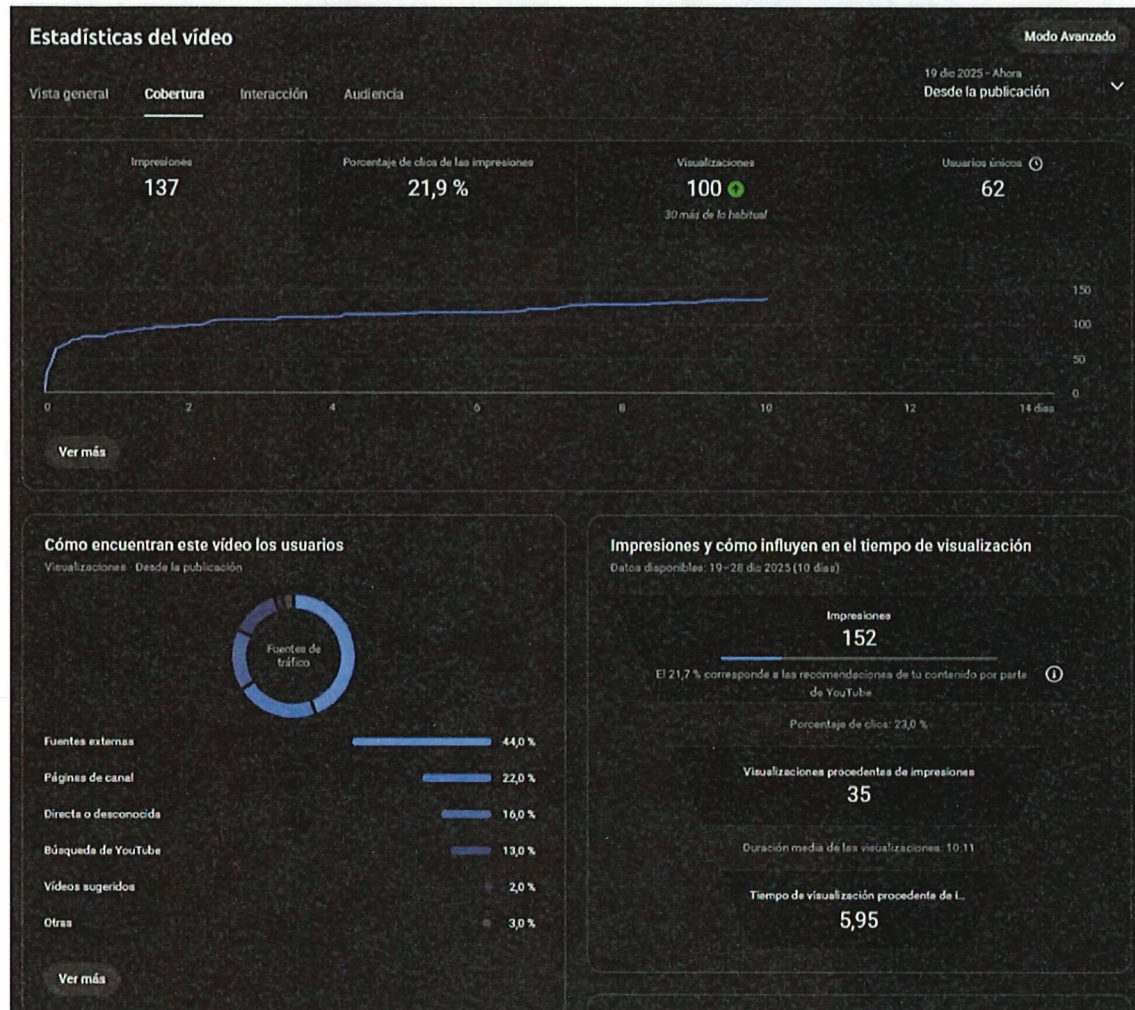 Estadísticas del vídeo
Modo Avanzado
Vista general
Cobertura
Interacción
Audiencia
19 dic 2025 – Ahora
Desde la publicación
Impresiones
137
Porcentaje de clics de las impresiones
21,9 %
Visualizaciones
100
30 más de lo habitual
Usuarios únicos
62
150
100
50
0
0
2
4
6
8
10
12
14 días
Ver más
Cómo encuentran este vídeo los usuarios
Visualizaciones · Desde la publicación
Fuentes de
tráfico
Fuentes externas
44,0 %
Páginas de canal
22,0 %
Directa o desconocida
16,0 %
Búsqueda de YouTube
13,0 %
Vídeos sugeridos
2,0 %
Otras
3,0 %
Ver más
Impresiones y cómo influyen en el tiempo de visualización
Datos disponibles: 19–28 dic 2025 (10 días)
Impresiones
152
El 21,7 % corresponde a las recomendaciones de tu contenido por parte
de YouTube
Porcentaje de clics: 23,0 %
Visualizaciones procedentes de impresiones
35
Duración media de las visualizaciones: 10:11
Tiempo de visualización procedente de i...
5,95